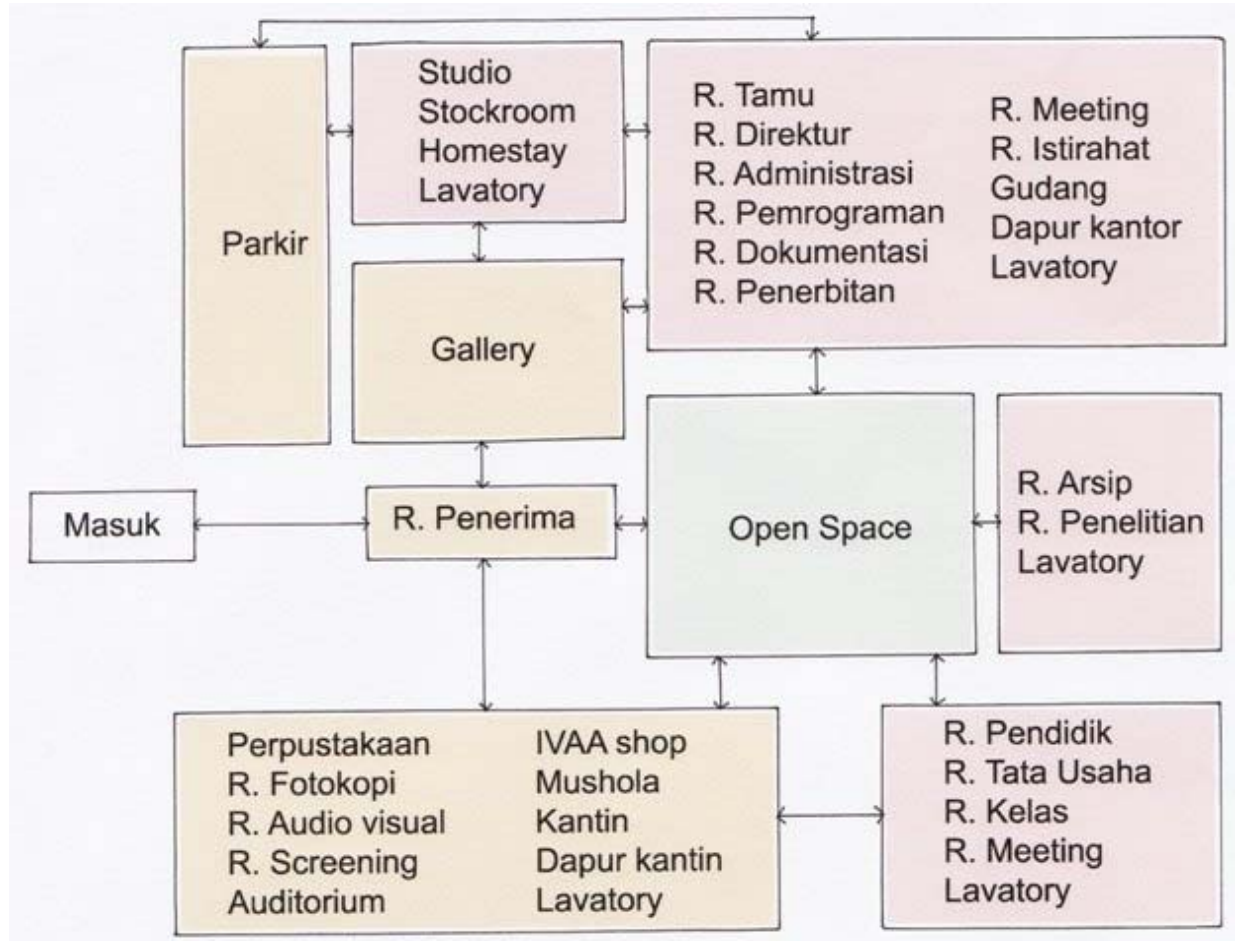 Parkir
Studio
Stockroom
Homestay
Lavatory
R. Tamu
R. Direktur
R. Administrasi
R. Pemrograman
R. Dokumentasi
R. Penerbitan
R. Meeting
R. Istirahat
Gudang
Dapur kantor
Lavatory
Gallery
Masuk
R. Penerima
Open Space
R. Arsip
R. Penelitian
Lavatory
Perpustakaan
R. Fotokopi
R. Audio visual
R. Screening
Auditorium
IVAA shop
Mushola
Kantin
Dapur kantin
Lavatory
R. Pendidik
R. Tata Usaha
R. Kelas
R. Meeting
Lavatory